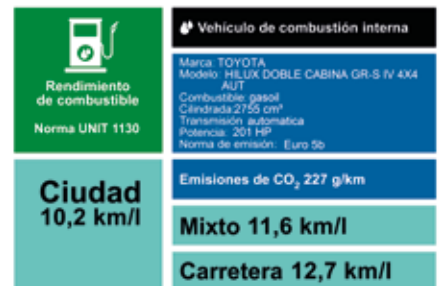 Rendimiento
de combustible
Norma UNIT 1130
Vehículo de combustión interna
Marca: TOYOTA
Modelo: HILUX DOBLE CABINA GR-S IV 4X4
AUT
Combustible: gasoil
Cilindrada:2755 cm³
Transmisión automatica
Potencia: 201 HP
Norma de emisión: Euro 5b
Emisiones de CO₂ 227 g/km
Ciudad
10,2 km/l
Mixto 11,6 km/l
Carretera 12,7 km/l